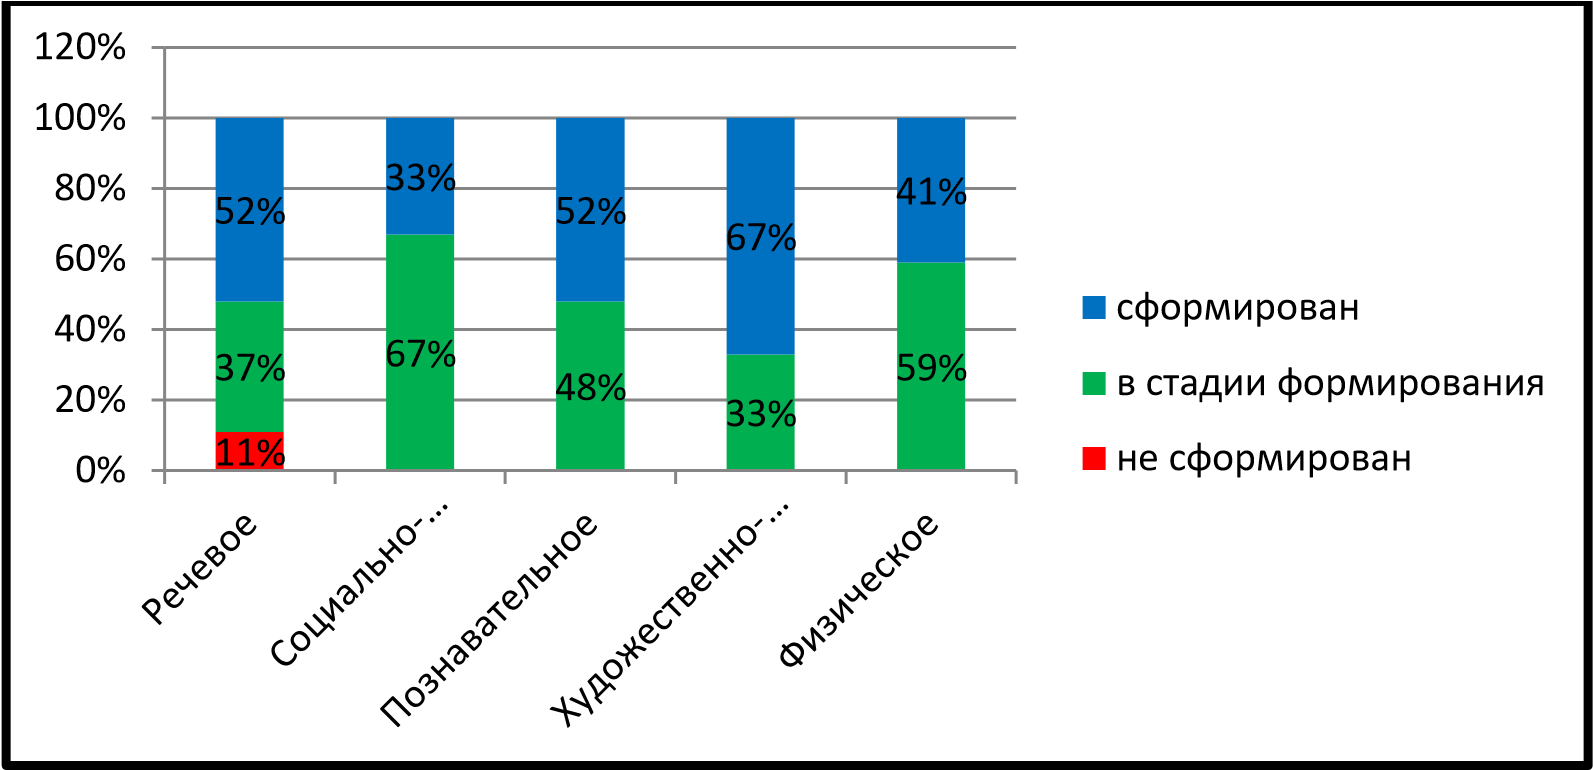 120%
100%
80%
60%
40%
20%
0%
52%
37%
11%
33%
67%
52%
48%
67%
33%
41%
59%
Речевое
Социально-...
Познавательное
Художественно-...
Физическое
сформирован
в стадии формирования
не сформирован